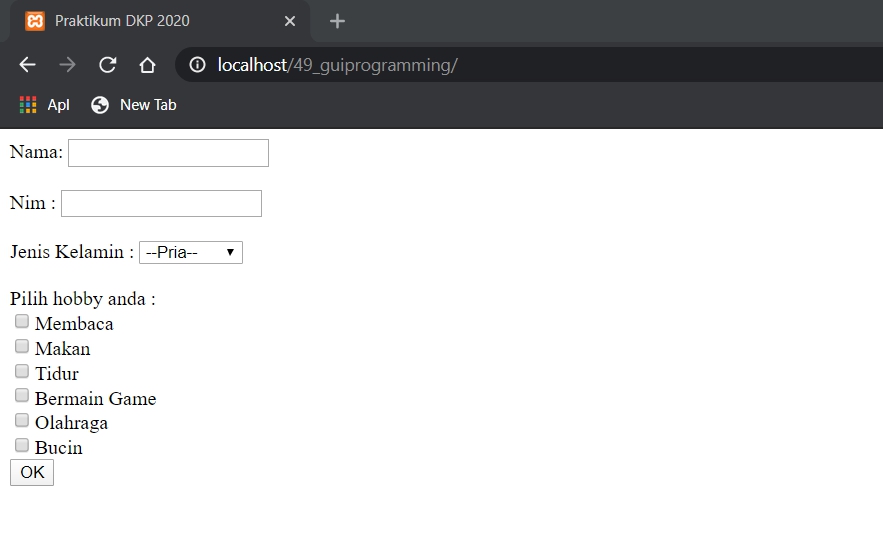 Praktikum DKP 2020
localhost/49_guiprogramming/
Apl New Tab
Nama:
Nim :
Jenis Kelamin : --Pria--
Pilih hobby anda :
Membaca
Makan
Tidur
Bermain Game
Olahraga
Bucin
OK